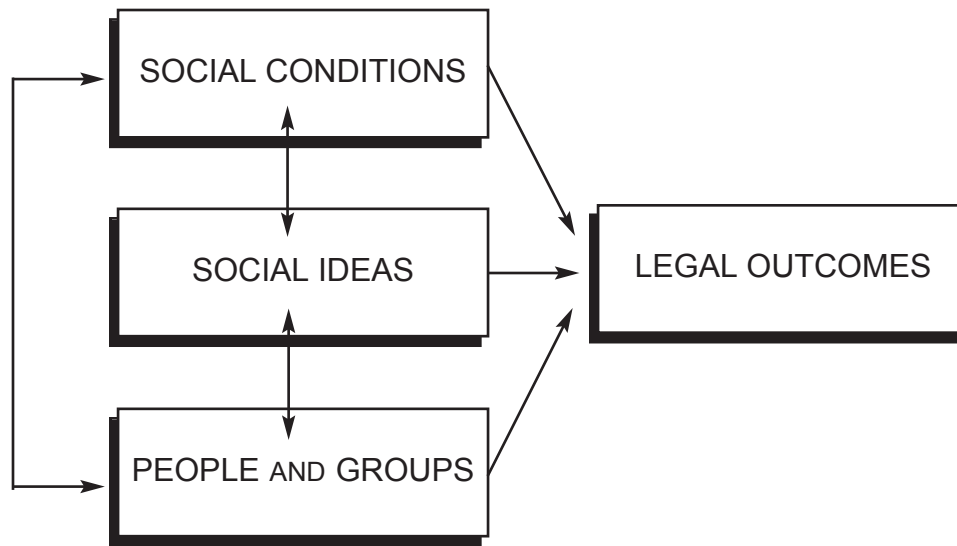 SOCIAL CONDITIONS
SOCIAL IDEAS
LEGAL OUTCOMES
PEOPLE AND GROUPS